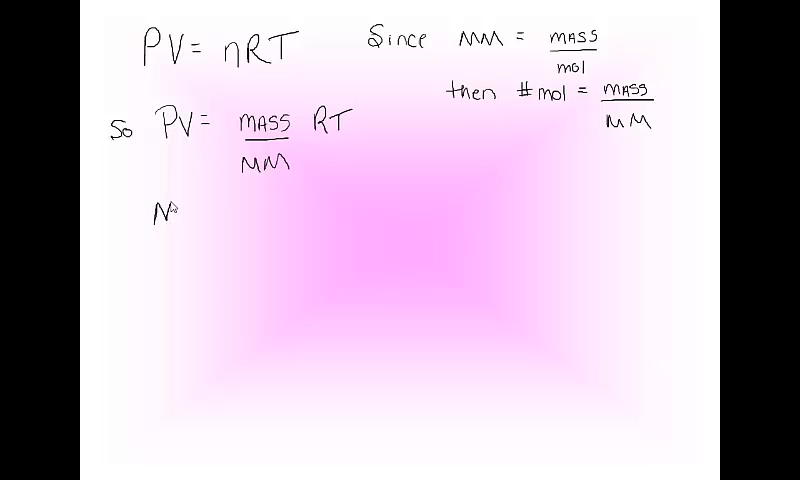 PV = nRT Since MM = MASS / mol
then # mol = MASS / MM
So PV = MASS / MM RT
N